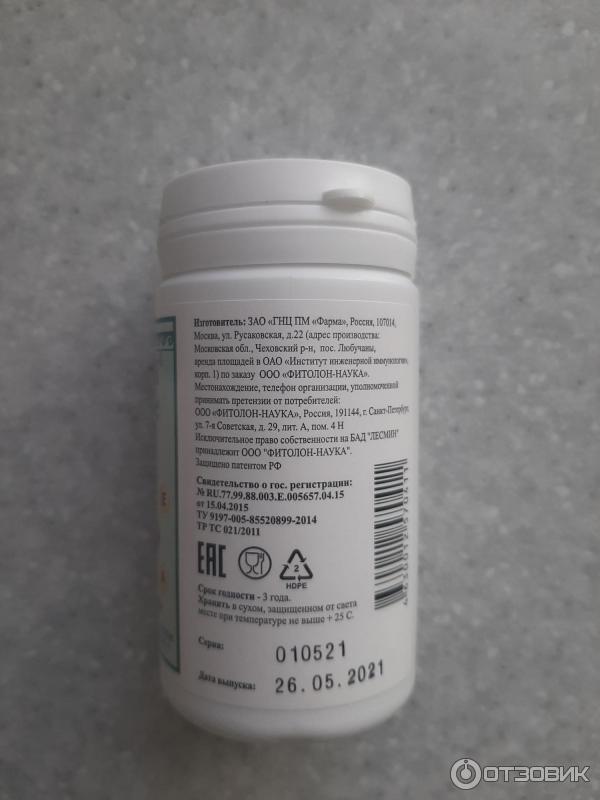 Изготовитель: ЗАО «ГНЦ ПМ «Фарма», Россия, 107014,
Москва, ул. Русаковская, д.22 (адрес производства:
Московская обл., Чеховский р-н, пос. Любучаны,
аренда площадей в ОАО «Институт инженерной иммунологии»,
корп. 1) по заказу ООО «ФИТОЛОН-НАУКА».
Местонахождение, телефон организации, уполномоченной
принимать претензии от потребителей:
ООО «ФИТОЛОН-НАУКА», Россия, 191144, г. Санкт-Петербург,
ул. 7-я Советская, д. 29, лит. А, пом. 4 Н
Исключительное право собственности на БАД "ЛЕСМИН"
принадлежит ООО "ФИТОЛОН-НАУКА".
Защищено патентом РФ
Свидетельство о гос. регистрации:
№ RU.77.99.88.003.Е.005657.04.15
от 15.04.2015
ТУ 9197-005-85520899-2014
ТР ТС 021/2011
ЕАС
2
HDPE
Срок годности - 3 года.
Хранить в сухом, защищенном от света
месте при температуре не выше + 25 С.
Серия: 010521
Дата выпуска: 26.05.2021
Е
А
ОТЗОВИК